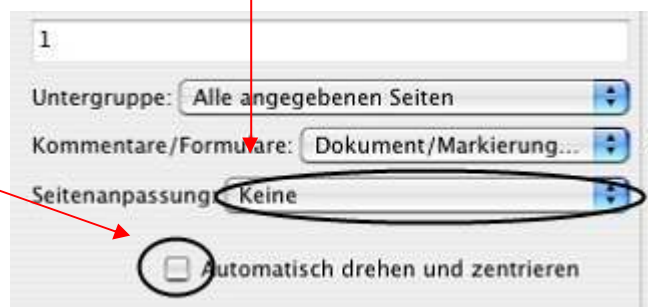 1
Untergruppe: Alle angegebenen Seiten
Kommentare/Formulare: Dokument/Markierung...
Seitenanpassung: Keine
Automatisch drehen und zentrieren